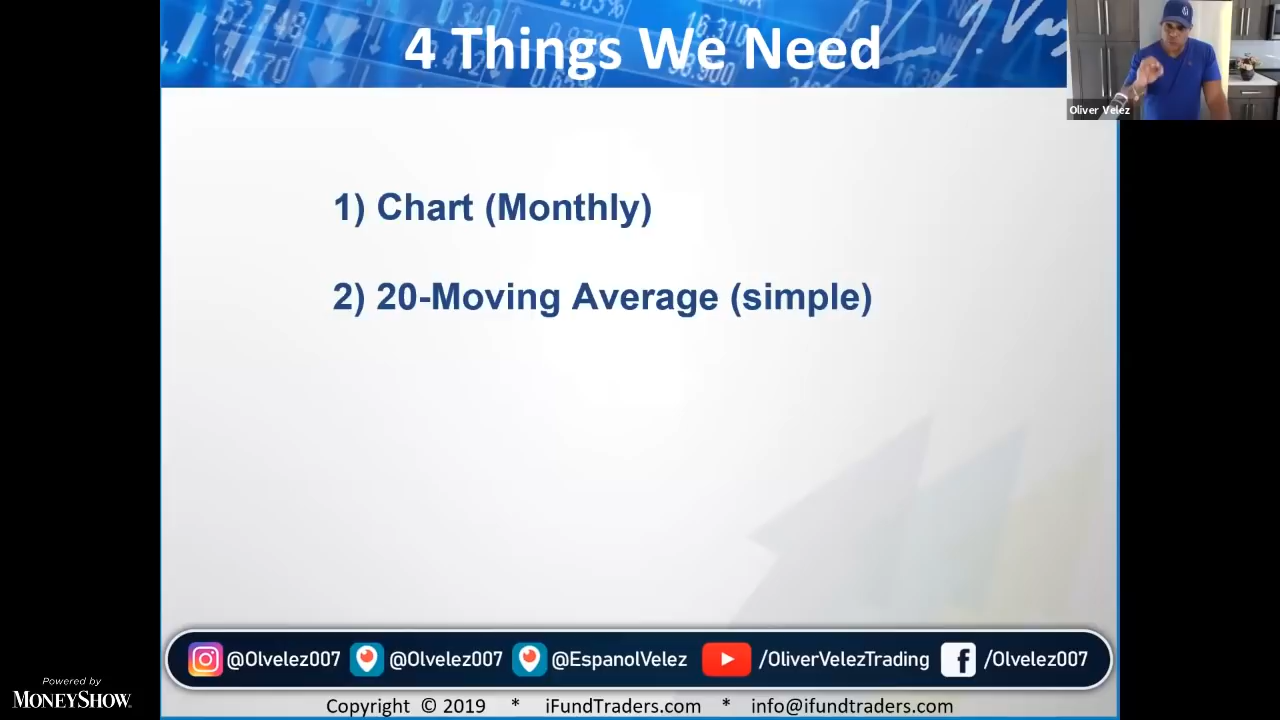 4 Things We Need
Oliver Velez
1) Chart (Monthly)
2) 20-Moving Average (simple)
@Olvelez007 @Olvelez007 @EspanolVelez /OliverVelezTrading /Olvelez007
Copyright © 2019 * iFundTraders.com * info@ifundtraders.com
Powered by
MONEYSHOW